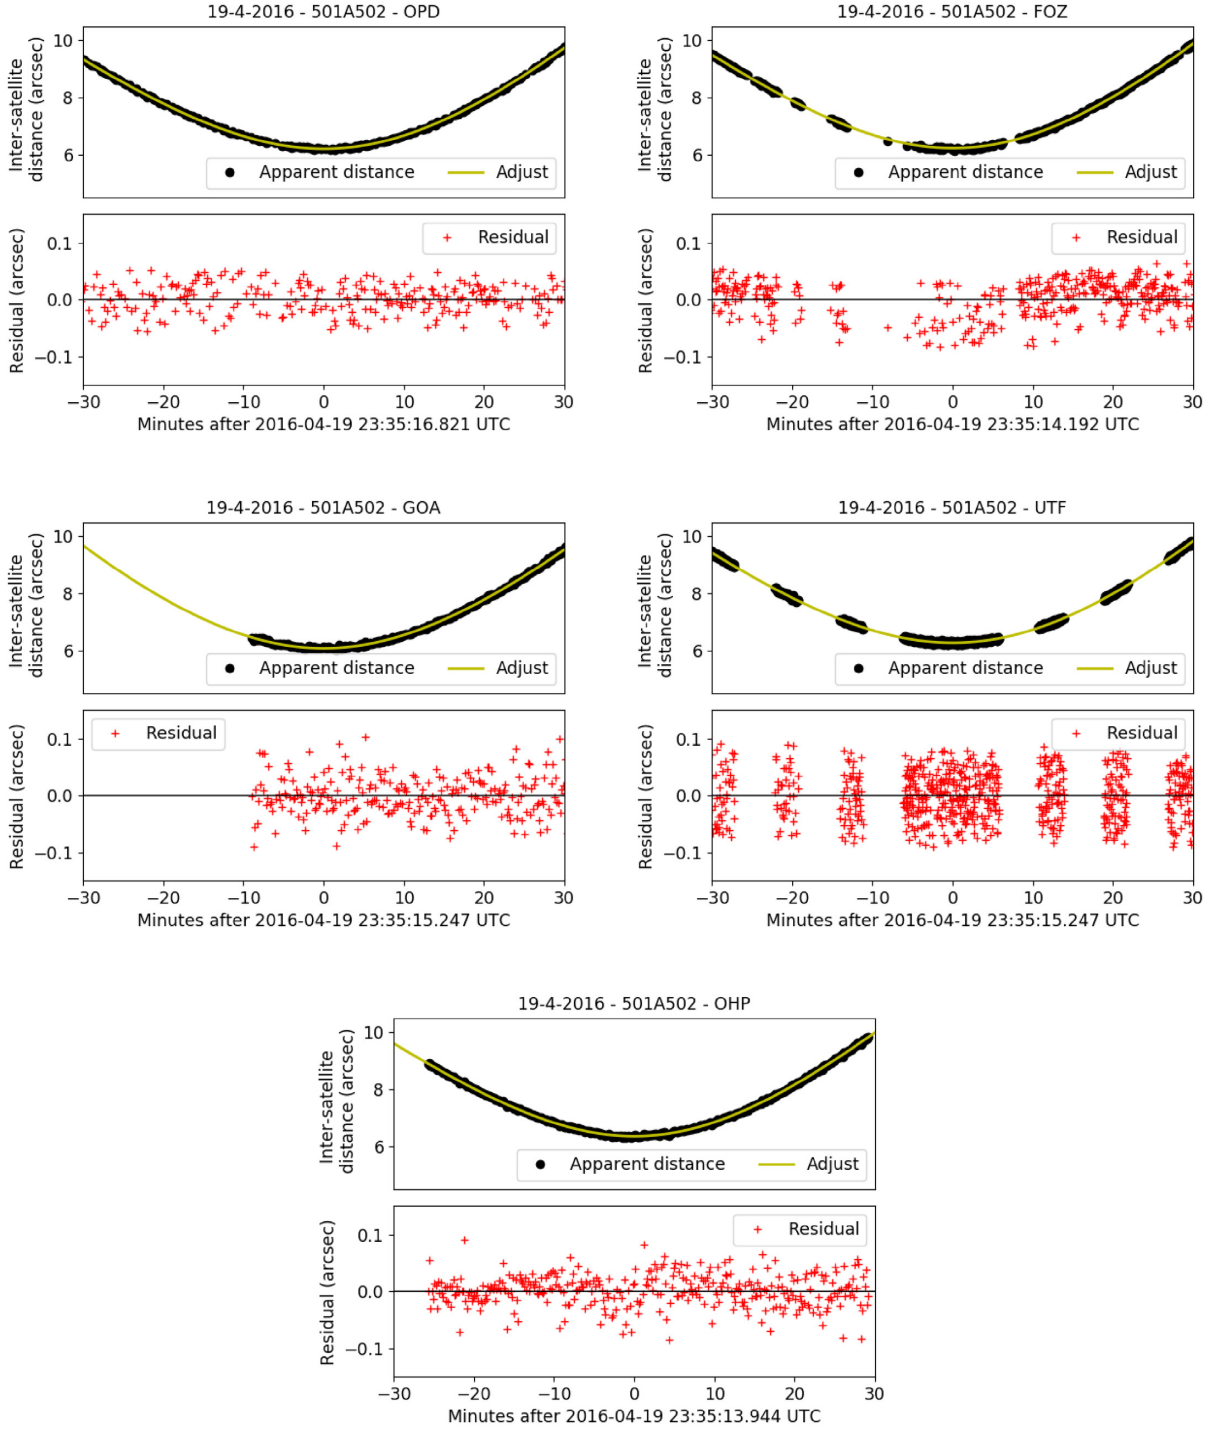 19-4-2016 - 501A502 - OPD
Inter-satellite
distance (arcsec)
10
8
6
Apparent distance
Adjust
Residual (arcsec)
0.1
0.0
−0.1
Residual
−30 −20 −10 0 10 20 30
Minutes after 2016-04-19 23:35:16.821 UTC
19-4-2016 - 501A502 - FOZ
Inter-satellite
distance (arcsec)
10
8
6
Apparent distance
Adjust
Residual (arcsec)
0.1
0.0
−0.1
Residual
−30 −20 −10 0 10 20 30
Minutes after 2016-04-19 23:35:14.192 UTC
19-4-2016 - 501A502 - GOA
Inter-satellite
distance (arcsec)
10
8
6
Apparent distance
Adjust
Residual (arcsec)
0.1
0.0
−0.1
Residual
−30 −20 −10 0 10 20 30
Minutes after 2016-04-19 23:35:15.247 UTC
19-4-2016 - 501A502 - UTF
Inter-satellite
distance (arcsec)
10
8
6
Apparent distance
Adjust
Residual (arcsec)
0.1
0.0
−0.1
Residual
−30 −20 −10 0 10 20 30
Minutes after 2016-04-19 23:35:15.247 UTC
19-4-2016 - 501A502 - OHP
Inter-satellite
distance (arcsec)
10
8
6
Apparent distance
Adjust
Residual (arcsec)
0.1
0.0
−0.1
Residual
−30 −20 −10 0 10 20 30
Minutes after 2016-04-19 23:35:13.944 UTC